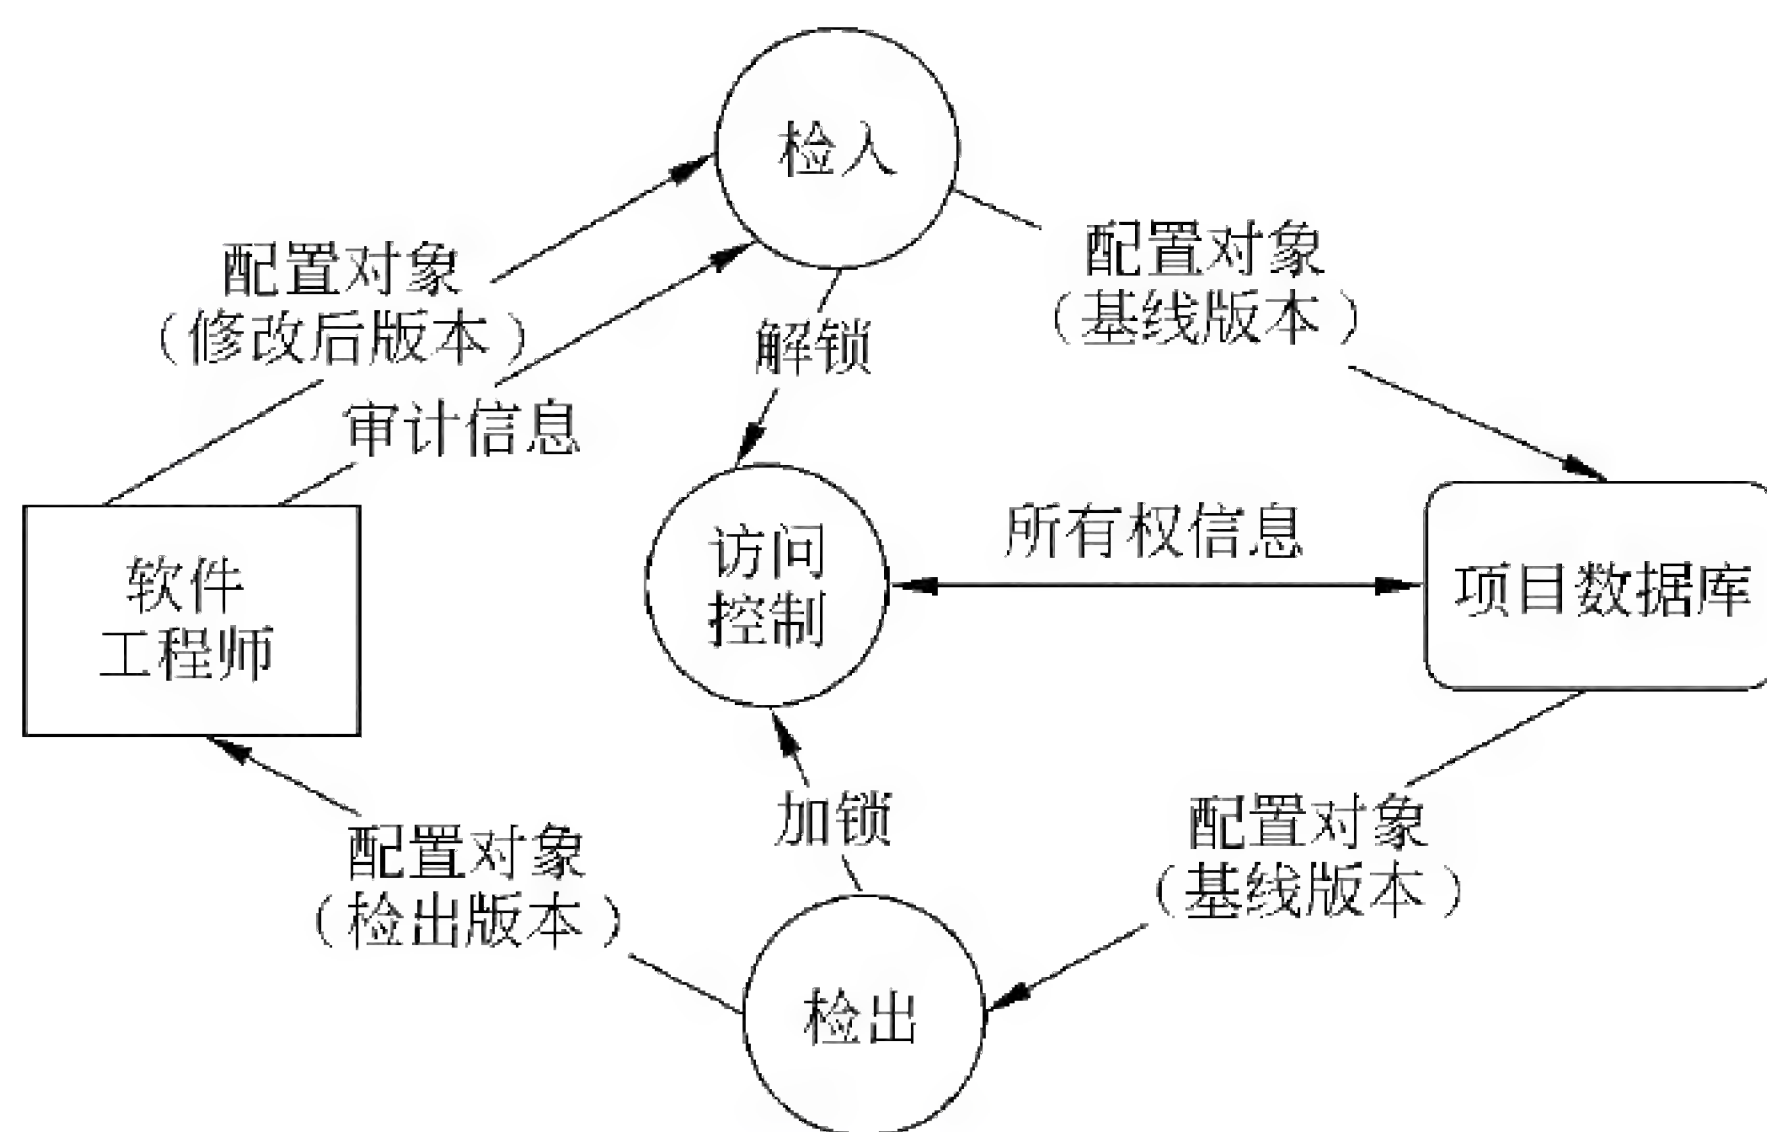 检入
配置对象
（基线版本）
配置对象
（修改后版本）
解锁
审计信息
访问
控制
所有权信息
软件
工程师
项目数据库
加锁
配置对象
（基线版本）
配置对象
（检出版本）
检出